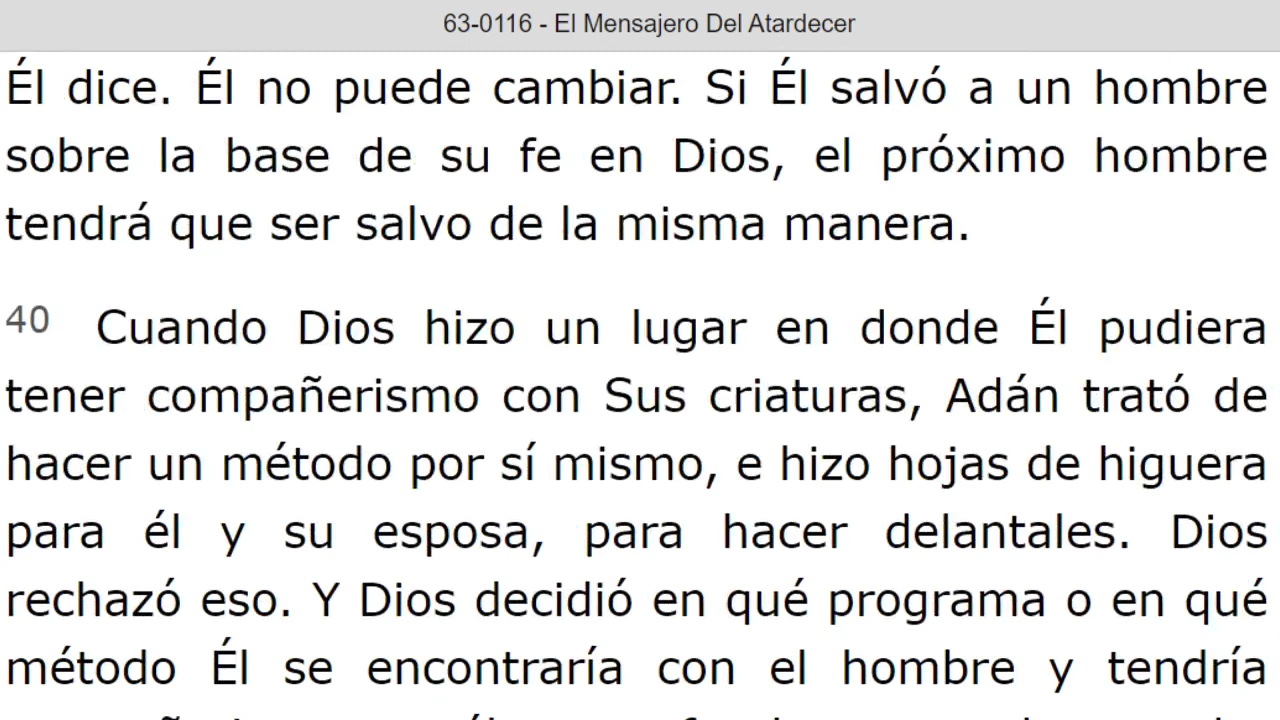 63-0116 - El Mensajero Del Atardecer
Él dice. Él no puede cambiar. Si Él salvó a un hombre
sobre la base de su fe en Dios, el próximo hombre
tendrá que ser salvo de la misma manera.
40 Cuando Dios hizo un lugar en donde Él pudiera
tener compañerismo con Sus criaturas, Adán trató de
hacer un método por sí mismo, e hizo hojas de higuera
para él y su esposa, para hacer delantales. Dios
rechazó eso. Y Dios decidió en qué programa o en qué
método Él se encontraría con el hombre y tendría